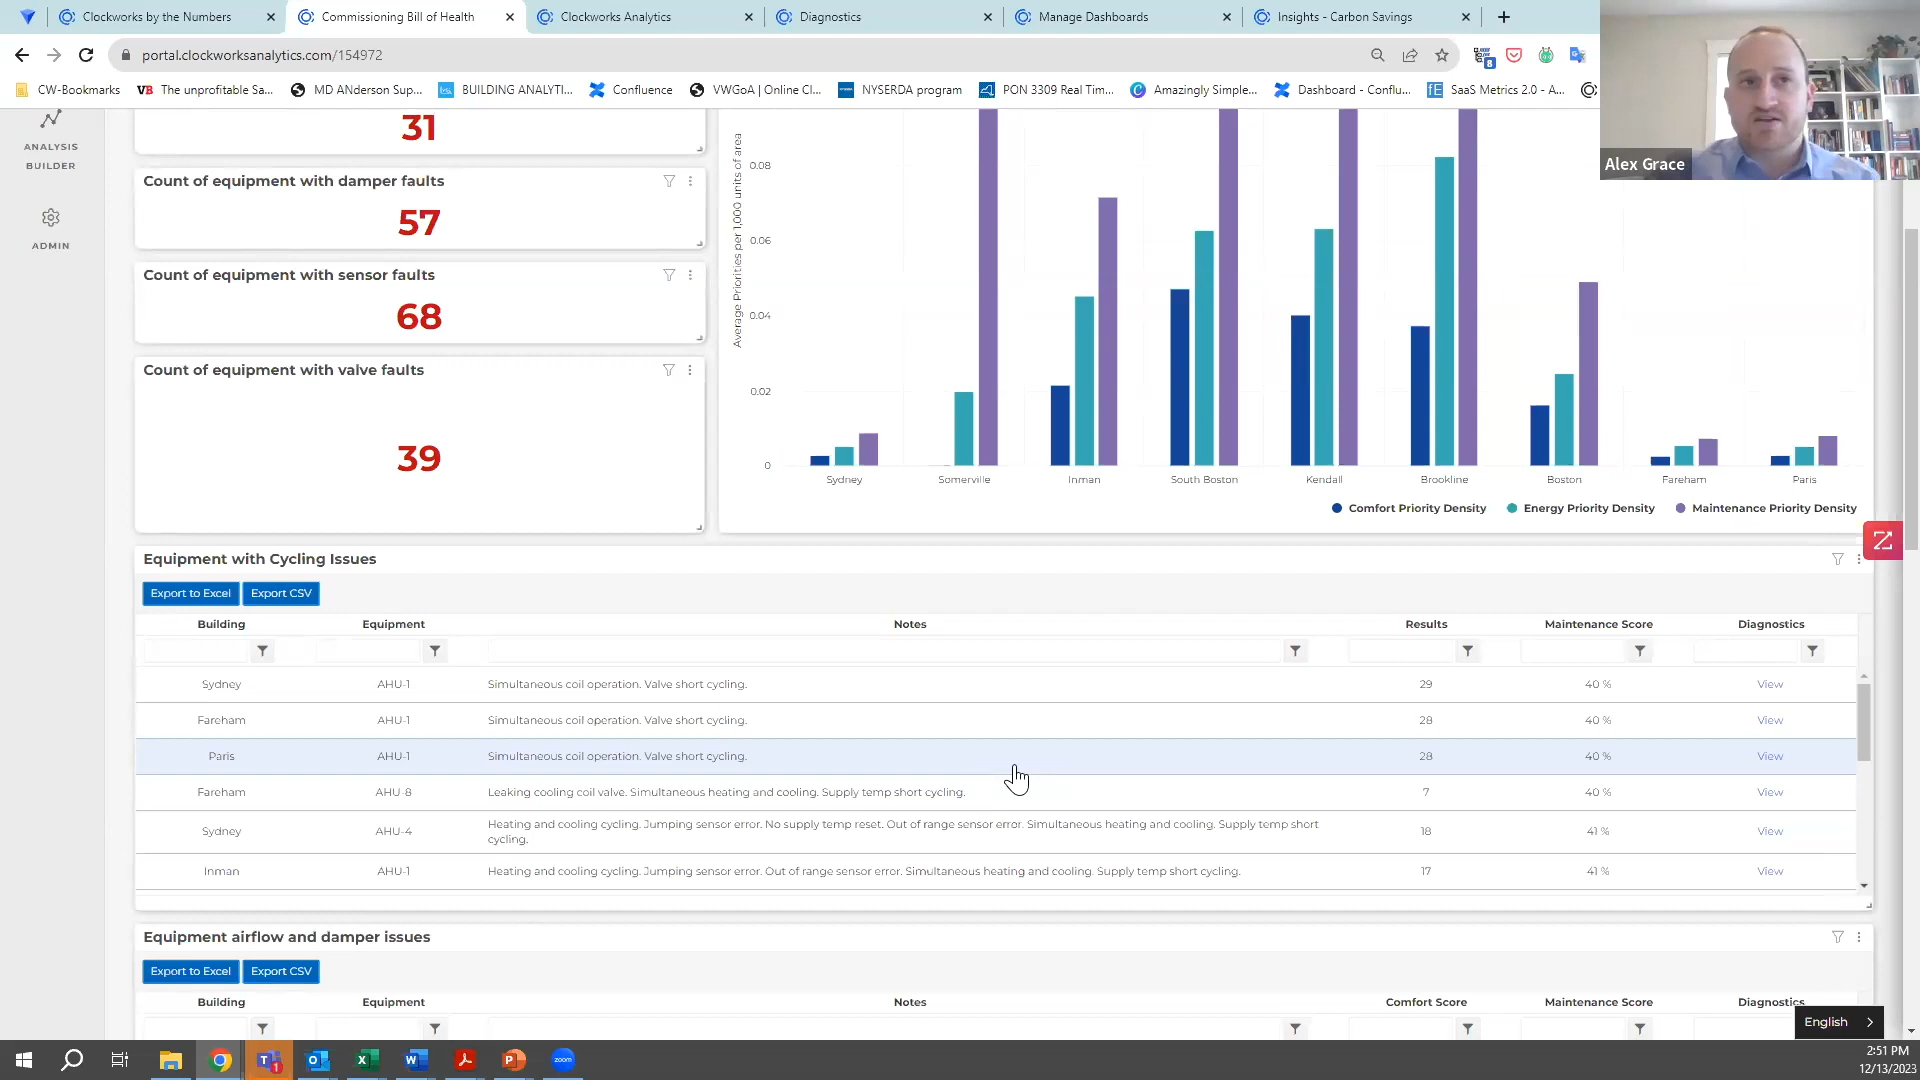 Clockworks by the Numbers
Commissioning Bill of Health
Clockworks Analytics
Diagnostics
Manage Dashboards
Insights - Carbon Savings
portal.clockworksanalytics.com/154972
8
CW-Bookmarks
VB The unprofitable Sa...
MD ANderson Sup...
BUILDING ANALYTI...
Confluence
VWGoA | Online Cl...
NYSERDA program
PON 3309 Real Tim...
Amazingly Simple...
Dashboard - Conflu...
fE SaaS Metrics 2.0 - A...
Alex Grace
ANALYSIS
BUILDER
ADMIN
31
Count of equipment with damper faults
57
Count of equipment with sensor faults
68
Count of equipment with valve faults
39
Average Priorities per 1,000 units of area
0.08
0.06
0.04
0.02
0
Sydney
Somerville
Inman
South Boston
Kendall
Brookline
Boston
Fareham
Paris
Comfort Priority Density
Energy Priority Density
Maintenance Priority Density
Equipment with Cycling Issues
Export to Excel
Export CSV
Building Equipment Notes Results Maintenance Score Diagnostics
Sydney AHU-1 Simultaneous coil operation. Valve short cycling. 29 40 % View
Fareham AHU-1 Simultaneous coil operation. Valve short cycling. 28 40 % View
Paris AHU-1 Simultaneous coil operation. Valve short cycling. 28 40 % View
Fareham AHU-8 Leaking cooling coil valve. Simultaneous heating and cooling. Supply temp short cycling. 7 40 % View
Sydney AHU-4 Heating and cooling cycling. Jumping sensor error. No supply temp reset. Out of range sensor error. Simultaneous heating and cooling. Supply temp short
cycling. 18 41 % View
Inman AHU-1 Heating and cooling cycling. Jumping sensor error. Out of range sensor error. Simultaneous heating and cooling. Supply temp short cycling. 17 41 % View
Equipment airflow and damper issues
Export to Excel
Export CSV
Building Equipment Notes Comfort Score Maintenance Score Diagnostics
English
zoom
2:51 PM
12/13/2023